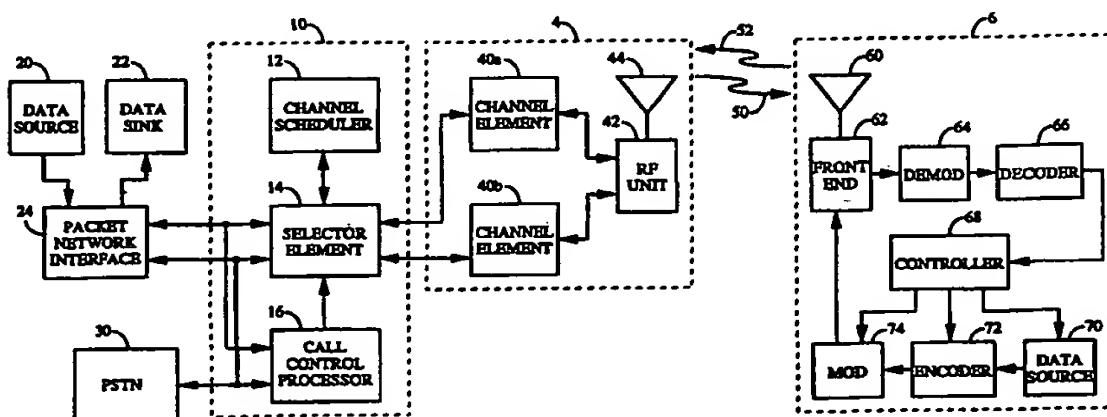 10
4
6
52
20
22
12
40a
44
60
DATA
SOURCE
DATA
SINK
CHANNEL
SCHEDULER
CHANNEL
ELEMENT
50
42
62
64
66
RF
UNIT
FRONT
END
DEMOD
DECODER
24
PACKET
NETWORK
INTERFACE
14
SELECTOR
ELEMENT
40b
CHANNEL
ELEMENT
68
CONTROLLER
30
PSTN
16
CALL
CONTROL
PROCESSOR
74
MOD
72
ENCODER
70
DATA
SOURCE